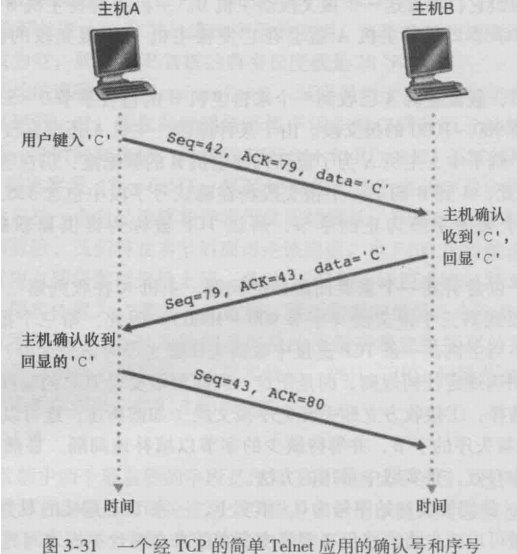 主机A
主机B
用户键入'C'
Seq=42, ACK=79, data='C'
主机确认
收到'C',
回显'C'
Seq=79, ACK=43, data='C'
主机确认收到
回显的'C'
Seq=43, ACK=80
时间
时间
图3-31 一个经TCP的简单Telnet应用的确认号和序号